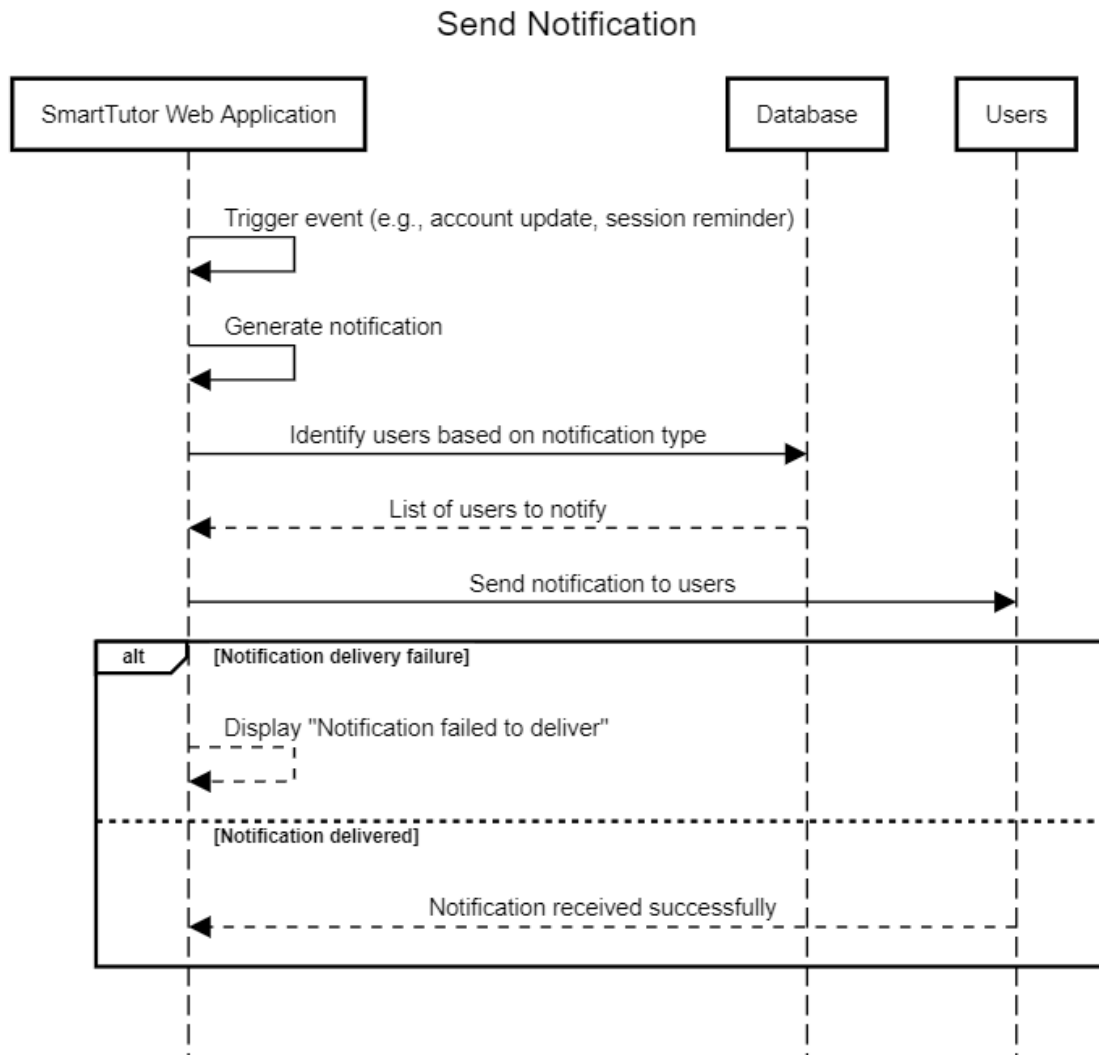 Send Notification
SmartTutor Web Application
Database
Users
Trigger event (e.g., account update, session reminder)
Generate notification
Identify users based on notification type
List of users to notify
Send notification to users
alt
[Notification delivery failure]
Display "Notification failed to deliver"
[Notification delivered]
Notification received successfully